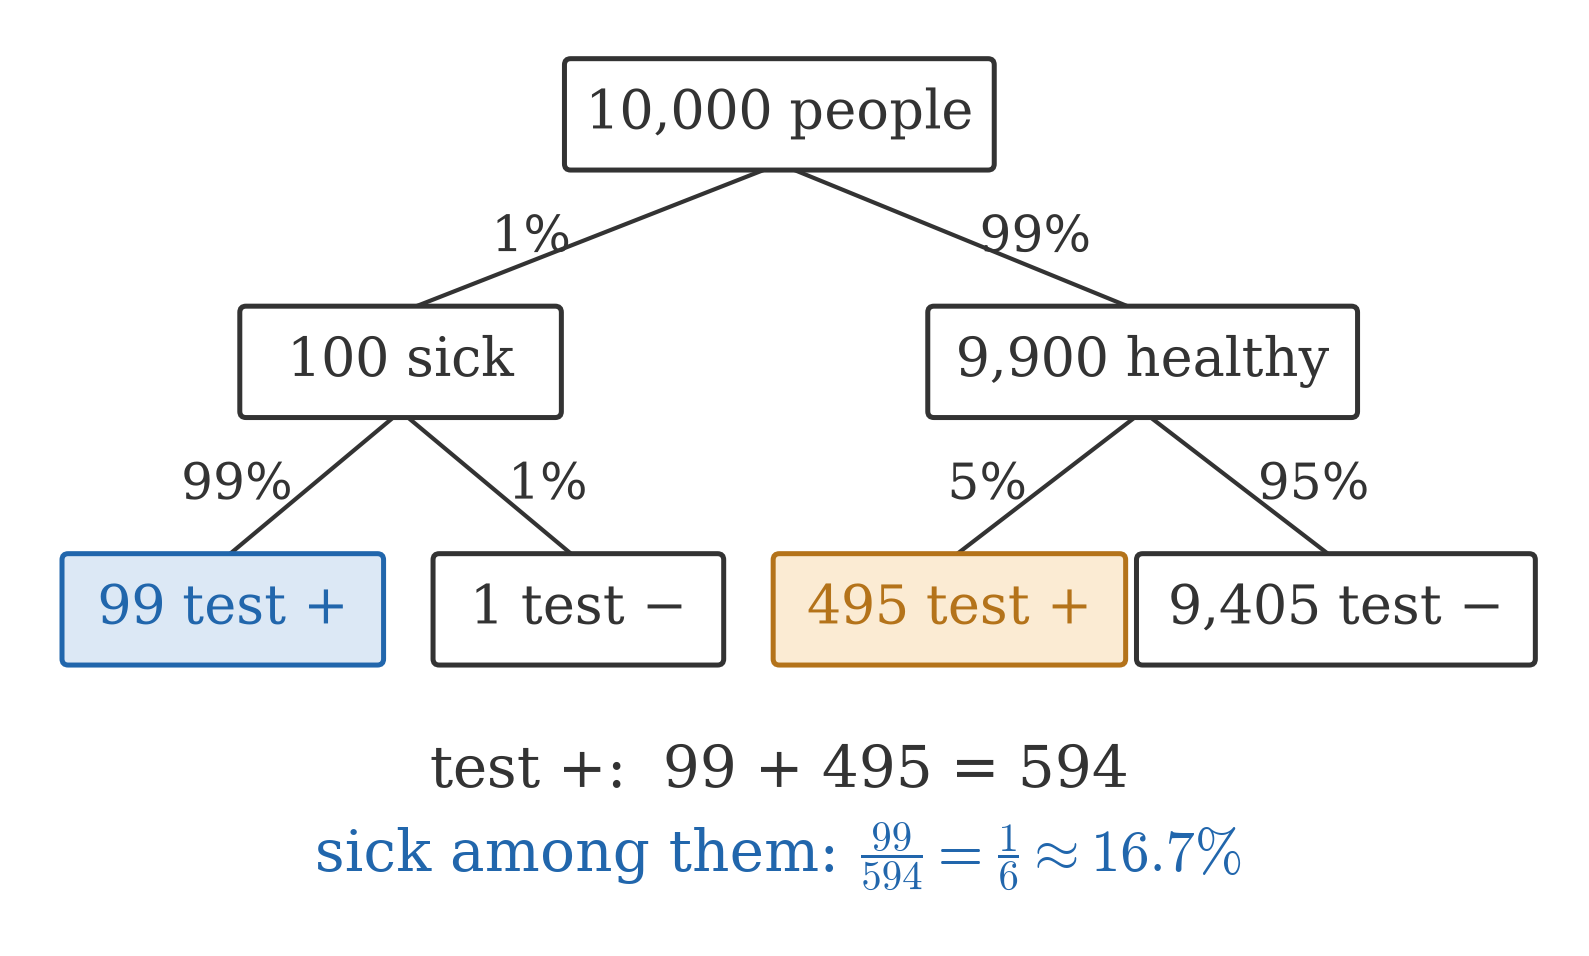 10,000 people
1% 99%
100 sick 9,900 healthy
99% 1% 5% 95%
99 test + 1 test − 495 test + 9,405 test −
test +: 99 + 495 = 594
sick among them: 99/594 = 1/6 ≈ 16.7%